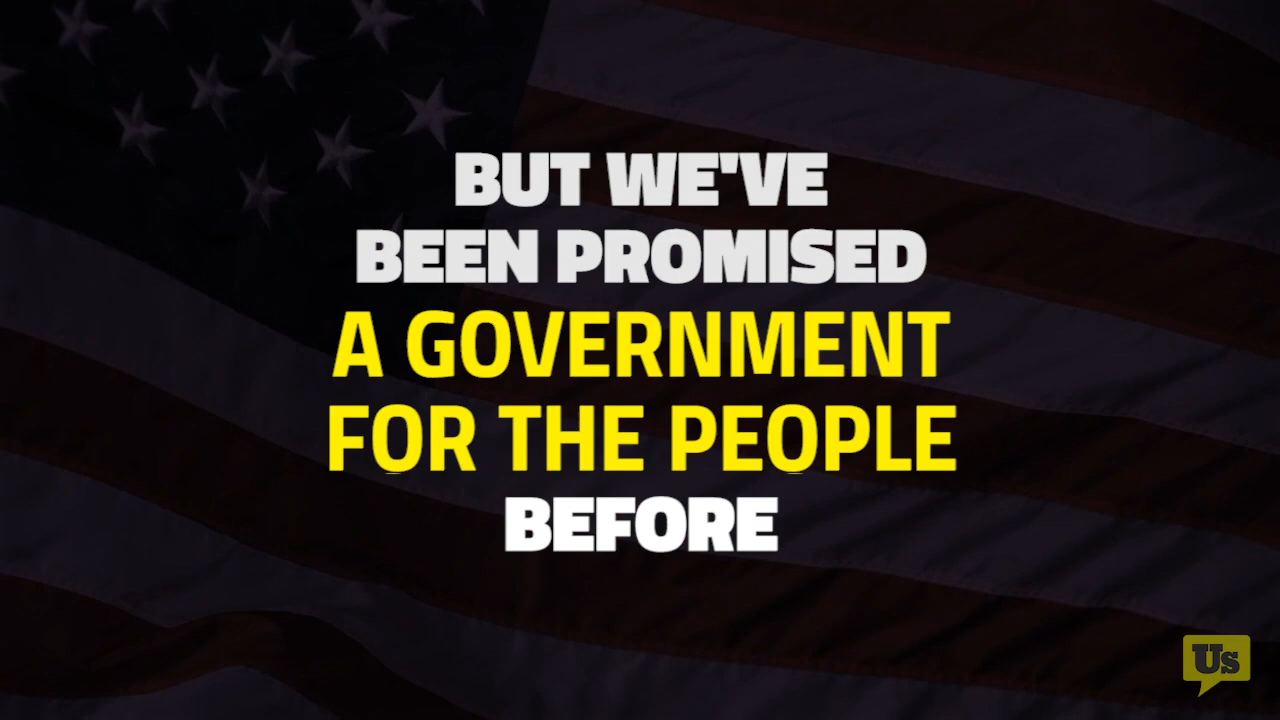 BUT WE'VE
BEEN PROMISED
A GOVERNMENT
FOR THE PEOPLE
BEFORE
Us